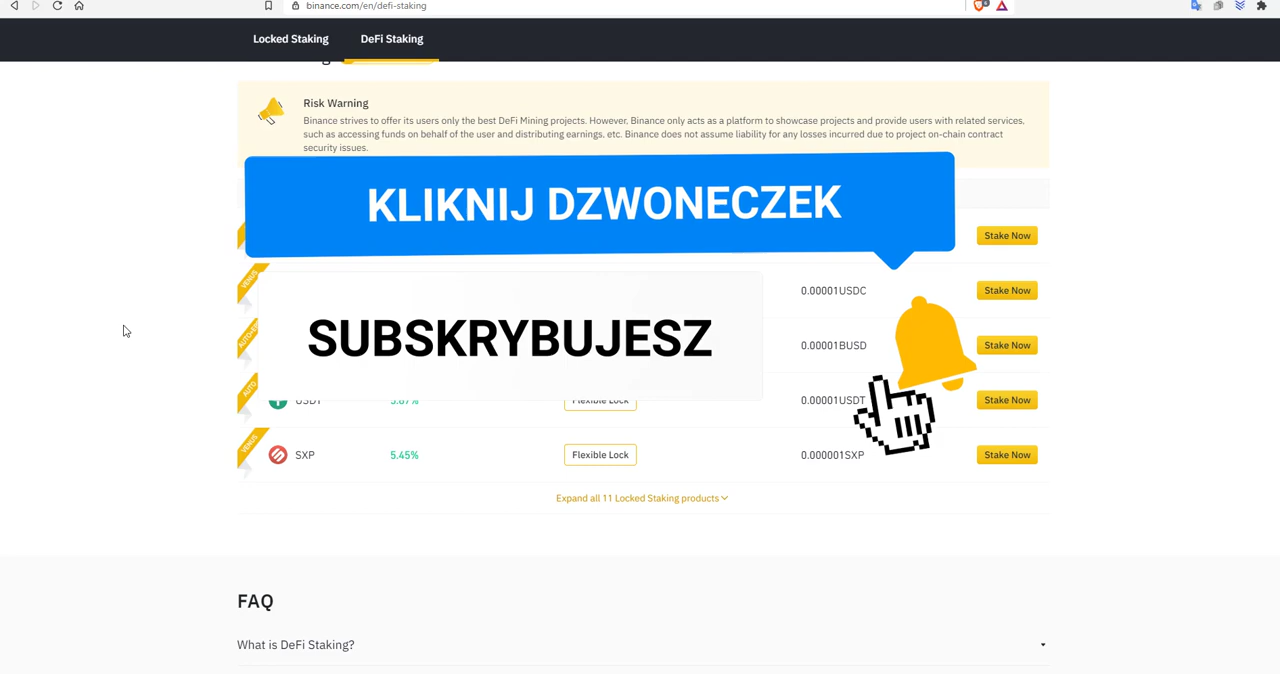 binance.com/en/defi-staking
Locked Staking
DeFi Staking
Risk Warning
Binance strives to offer its users only the best DeFi Mining projects. However, Binance only acts as a platform to showcase projects and provide users with related services,
such as accessing funds on behalf of the user and distributing earnings, etc. Binance does not assume liability for any losses incurred due to project on-chain contract
security issues.
KLIKNIJ DZWONECZEK
Stake Now
VENUS
0.00001USDC
Stake Now
SUBSKRYBUJESZ
0.00001BUSD
Stake Now
AUTO
USDT
Flexible Lock
0.00001USDT
Stake Now
VENUS
SXP
5.45%
Flexible Lock
0.000001SXP
Stake Now
Expand all 11 Locked Staking products
FAQ
What is DeFi Staking?